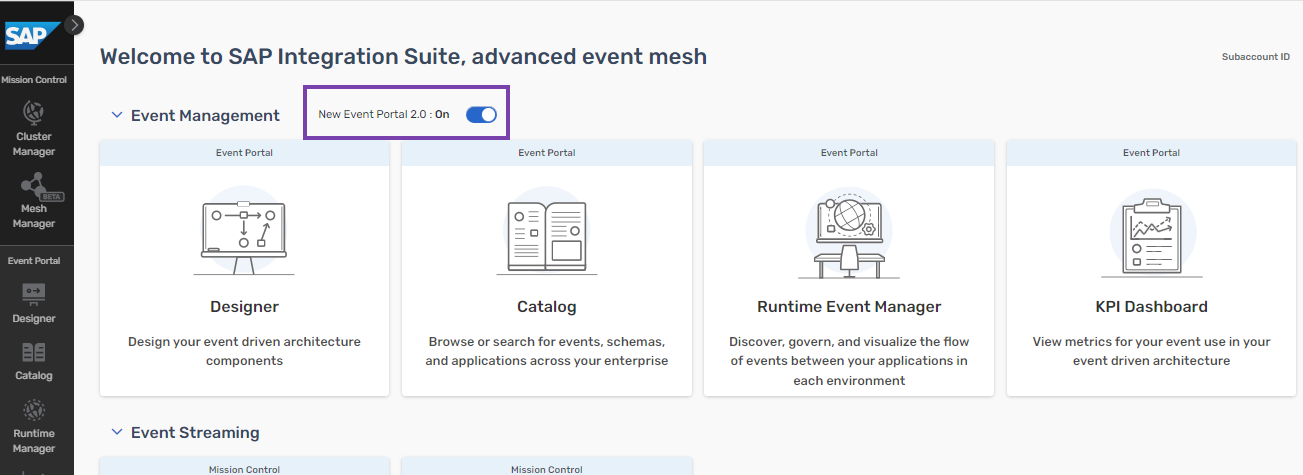 SAP
Mission Control
Cluster
Manager
BETA
Mesh
Manager
Event Portal
Designer
Catalog
Runtime
Manager
Welcome to SAP Integration Suite, advanced event mesh
Subaccount ID
Event Management
New Event Portal 2.0 : On
Event Portal
Designer
Design your event driven architecture
components
Event Portal
Catalog
Browse or search for events, schemas,
and applications across your enterprise
Event Portal
Runtime Event Manager
Discover, govern, and visualize the flow
of events between your applications in
each environment
Event Portal
KPI Dashboard
View metrics for your event use in your
event driven architecture
Event Streaming
Mission Control
Mission Control